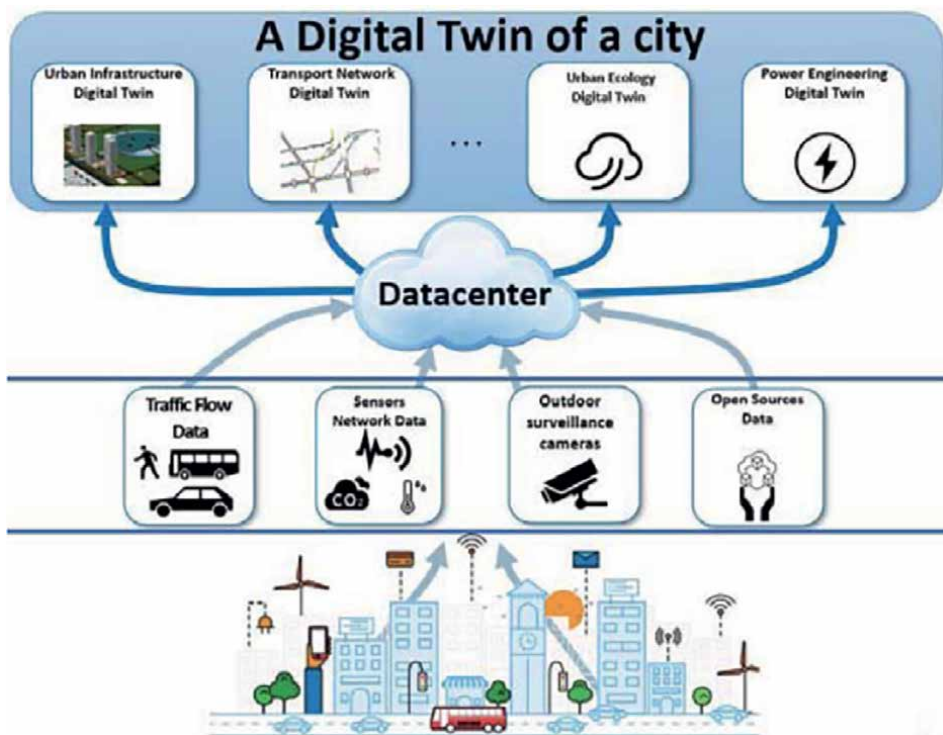 A Digital Twin of a city
Urban Infrastructure
Digital Twin
Transport Network
Digital Twin
...
Urban Ecology
Digital Twin
Power Engineering
Digital Twin
Datacenter
Traffic Flow
Data
Sensors
Network Data
CO₂
Outdoor
surveillance
cameras
Open Sources
Data